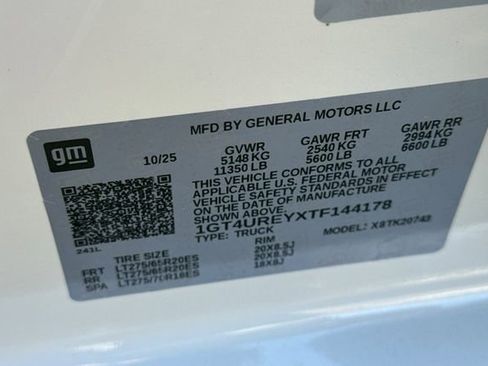 gm
MFD BY GENERAL MOTORS LLC
10/25
GVWR GAWR FRT GAWR RR
5148 KG 2540 KG 2994 KG
11350 LB 5600 LB 6600 LB
THIS VEHICLE CONFORMS TO ALL
APPLICABLE U.S. FEDERAL MOTOR
VEHICLE SAFETY STANDARDS IN EFFECT
ON THE DATE OF MANUFACTURE
SHOWN ABOVE.
1GT4UREYXTF144178
TYPE: TRUCK MODEL:
241L
TIRE SIZE RIM
FRT LT275/65R20ES 20X8.5J
RR LT275/65R20ES 20X8.5J
SPA LT275/70R18ES 18X8J